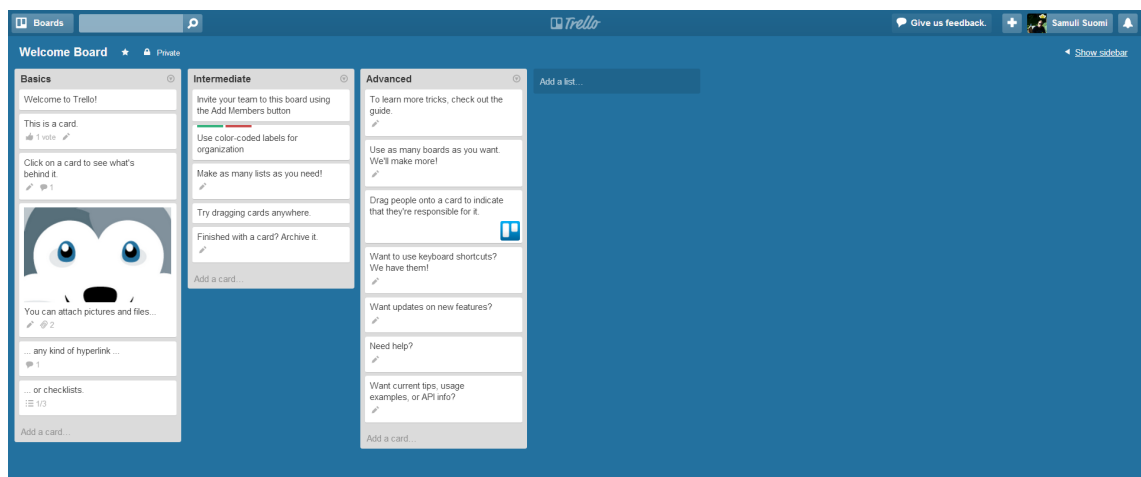 Boards
Trello
Give us feedback.
Samuli Suomi
Welcome Board
Private
Show sidebar
Basics
Welcome to Trello!
This is a card.
1 vote
Click on a card to see what's
behind it.
1
You can attach pictures and files...
2
... any kind of hyperlink ...
1
... or checklists.
1/3
Add a card...
Intermediate
Invite your team to this board using
the Add Members button
Use color-coded labels for
organization
Make as many lists as you need!
Try dragging cards anywhere.
Finished with a card? Archive it.
Add a card...
Advanced
To learn more tricks, check out the
guide.
Use as many boards as you want.
We'll make more!
Drag people onto a card to indicate
that they're responsible for it.
Want to use keyboard shortcuts?
We have them!
Want updates on new features?
Need help?
Want current tips, usage
examples, or API info?
Add a card...
Add a list...